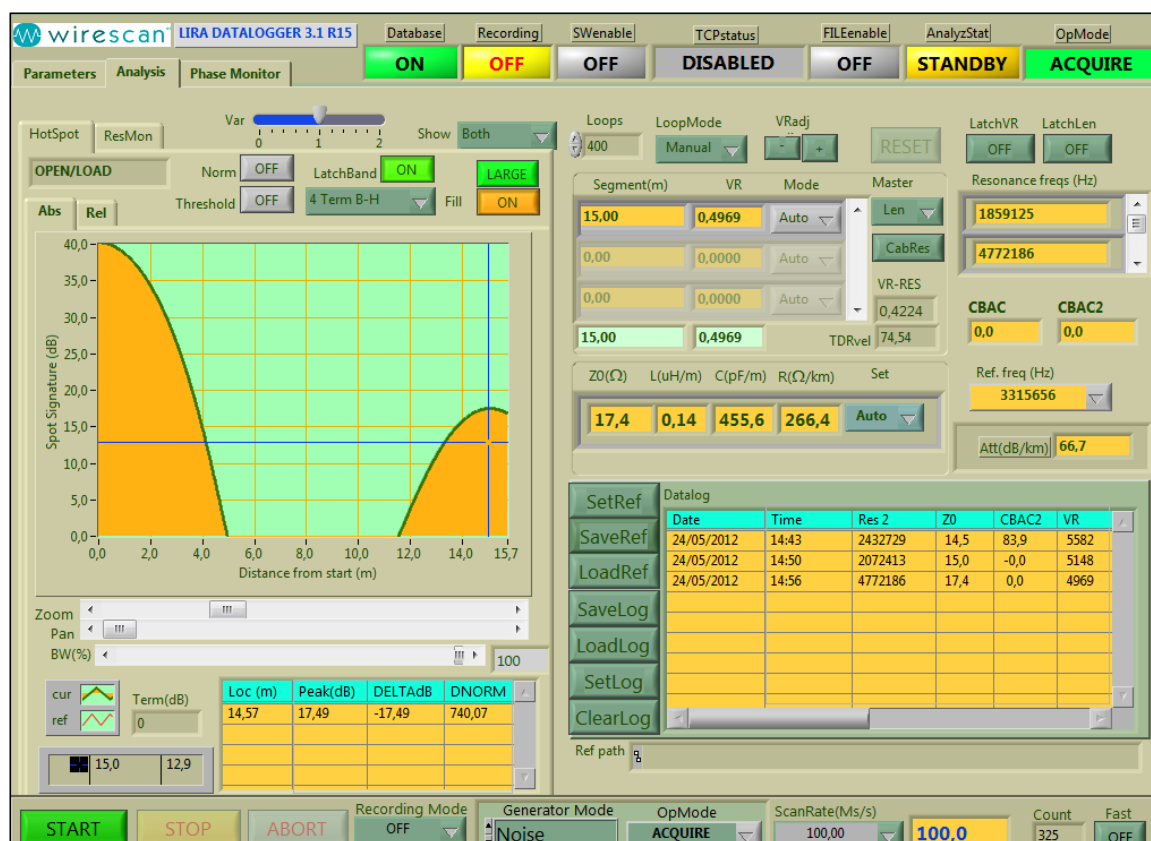 wirescan LIRA DATALOGGER 3.1 R15 Database Recording SWenable TCPstatus FILEenable AnalyzStat OpMode
ON OFF OFF DISABLED OFF STANDBY ACQUIRE
Parameters Analysis Phase Monitor
HotSpot ResMon
Var 0 1 2
Show Both
OPEN/LOAD
Norm OFF LatchBand ON LARGE
Threshold OFF 4 Term B-H Fill ON
Abs Rel
Spot Signature (dB)
40,0
35,0
30,0
25,0
20,0
15,0
10,0
5,0
0,0
0,0 2,0 4,0 6,0 8,0 10,0 12,0 14,0 15,7
Distance from start (m)
Zoom
Pan
BW(%) 100
cur
ref
Term(dB)
0
15,0 12,9
Loc (m) Peak(dB) DELTAdB DNORM
14,57 17,49 -17,49 740,07
Loops LoopMode VRadj
400 Manual - + RESET
LatchVR LatchLen
OFF OFF
Segment(m) VR Mode Master
15,00 0,4969 Auto Len
0,00 0,0000 Auto CabRes
0,00 0,0000 Auto VR-RES
0,4224
15,00 0,4969 TDRvel 74,54
Resonance freqs (Hz)
1859125
4772186
CBAC CBAC2
0,0 0,0
Z0(Ω) L(uH/m) C(pF/m) R(Ω/km) Set
17,4 0,14 455,6 266,4 Auto
Ref. freq (Hz)
3315656
Att(dB/km) 66,7
SetRef
SaveRef
LoadRef
SaveLog
LoadLog
SetLog
ClearLog
Datalog
Date Time Res 2 Z0 CBAC2 VR
24/05/2012 14:43 2432729 14,5 83,9 5582
24/05/2012 14:50 2072413 15,0 -0,0 5148
24/05/2012 14:56 4772186 17,4 0,0 4969
Ref path
START STOP ABORT
Recording Mode
OFF
Generator Mode
Noise
OpMode
ACQUIRE
ScanRate(Ms/s)
100,00 100,0
Count
325
Fast
OFF